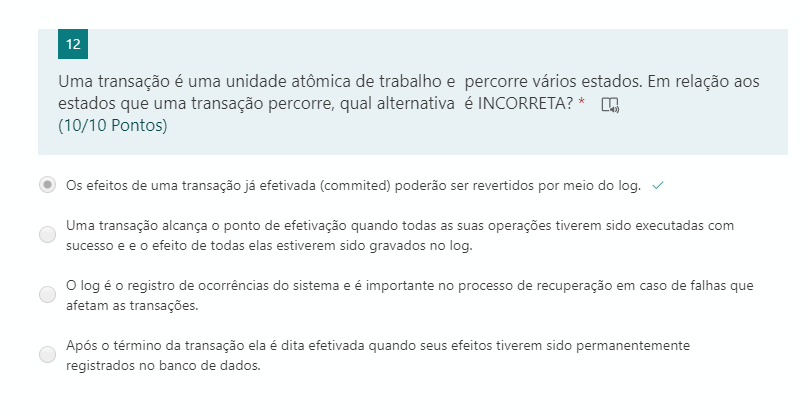 12
Uma transação é uma unidade atômica de trabalho e  percorre vários estados. Em relação aos
estados que uma transação percorre, qual alternativa  é INCORRETA? *
(10/10 Pontos)
Os efeitos de uma transação já efetivada (commited) poderão ser revertidos por meio do log.
Uma transação alcança o ponto de efetivação quando todas as suas operações tiverem sido executadas com
sucesso e e o efeito de todas elas estiverem sido gravados no log.
O log é o registro de ocorrências do sistema e é importante no processo de recuperação em caso de falhas que
afetam as transações.
Após o término da transação ela é dita efetivada quando seus efeitos tiverem sido permanentemente
registrados no banco de dados.